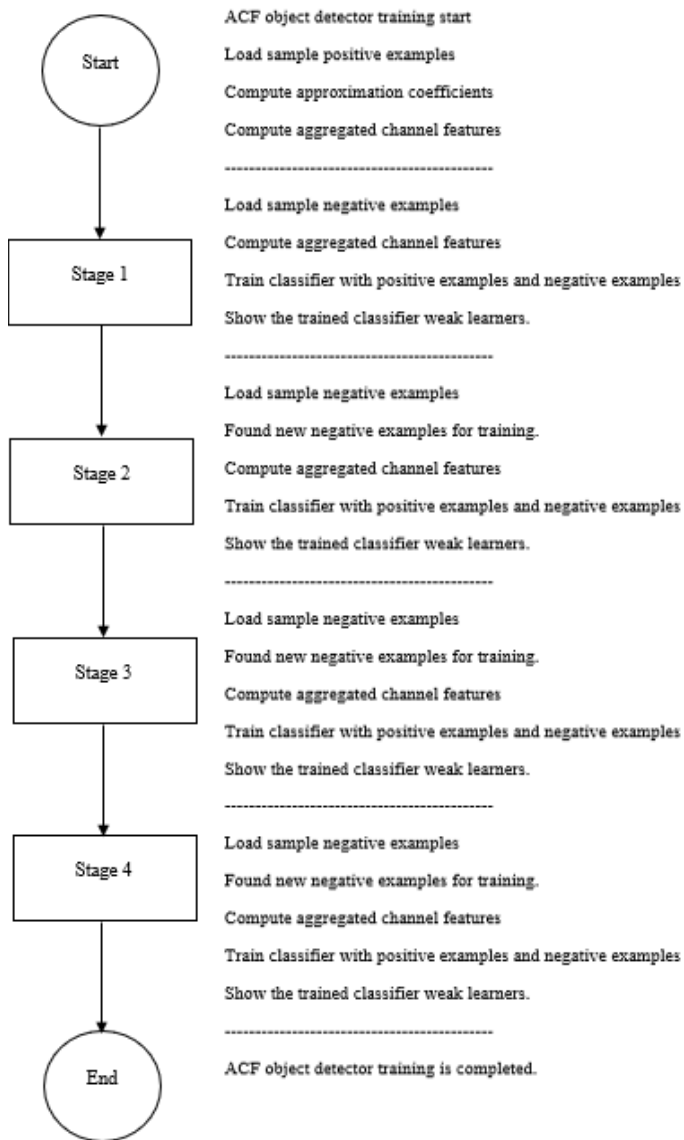 ACF object detector training start
Start
Load sample positive examples
Compute approximation coefficients
Compute aggregated channel features
--------------------------------------------
Load sample negative examples
Compute aggregated channel features
Stage 1
Train classifier with positive examples and negative examples
Show the trained classifier weak learners.
--------------------------------------------
Load sample negative examples
Found new negative examples for training.
Compute aggregated channel features
Stage 2
Train classifier with positive examples and negative examples
Show the trained classifier weak learners.
--------------------------------------------
Load sample negative examples
Found new negative examples for training.
Stage 3
Compute aggregated channel features
Train classifier with positive examples and negative examples
Show the trained classifier weak learners.
--------------------------------------------
Load sample negative examples
Stage 4
Found new negative examples for training.
Compute aggregated channel features
Train classifier with positive examples and negative examples
Show the trained classifier weak learners.
--------------------------------------------
End
ACF object detector training is completed.